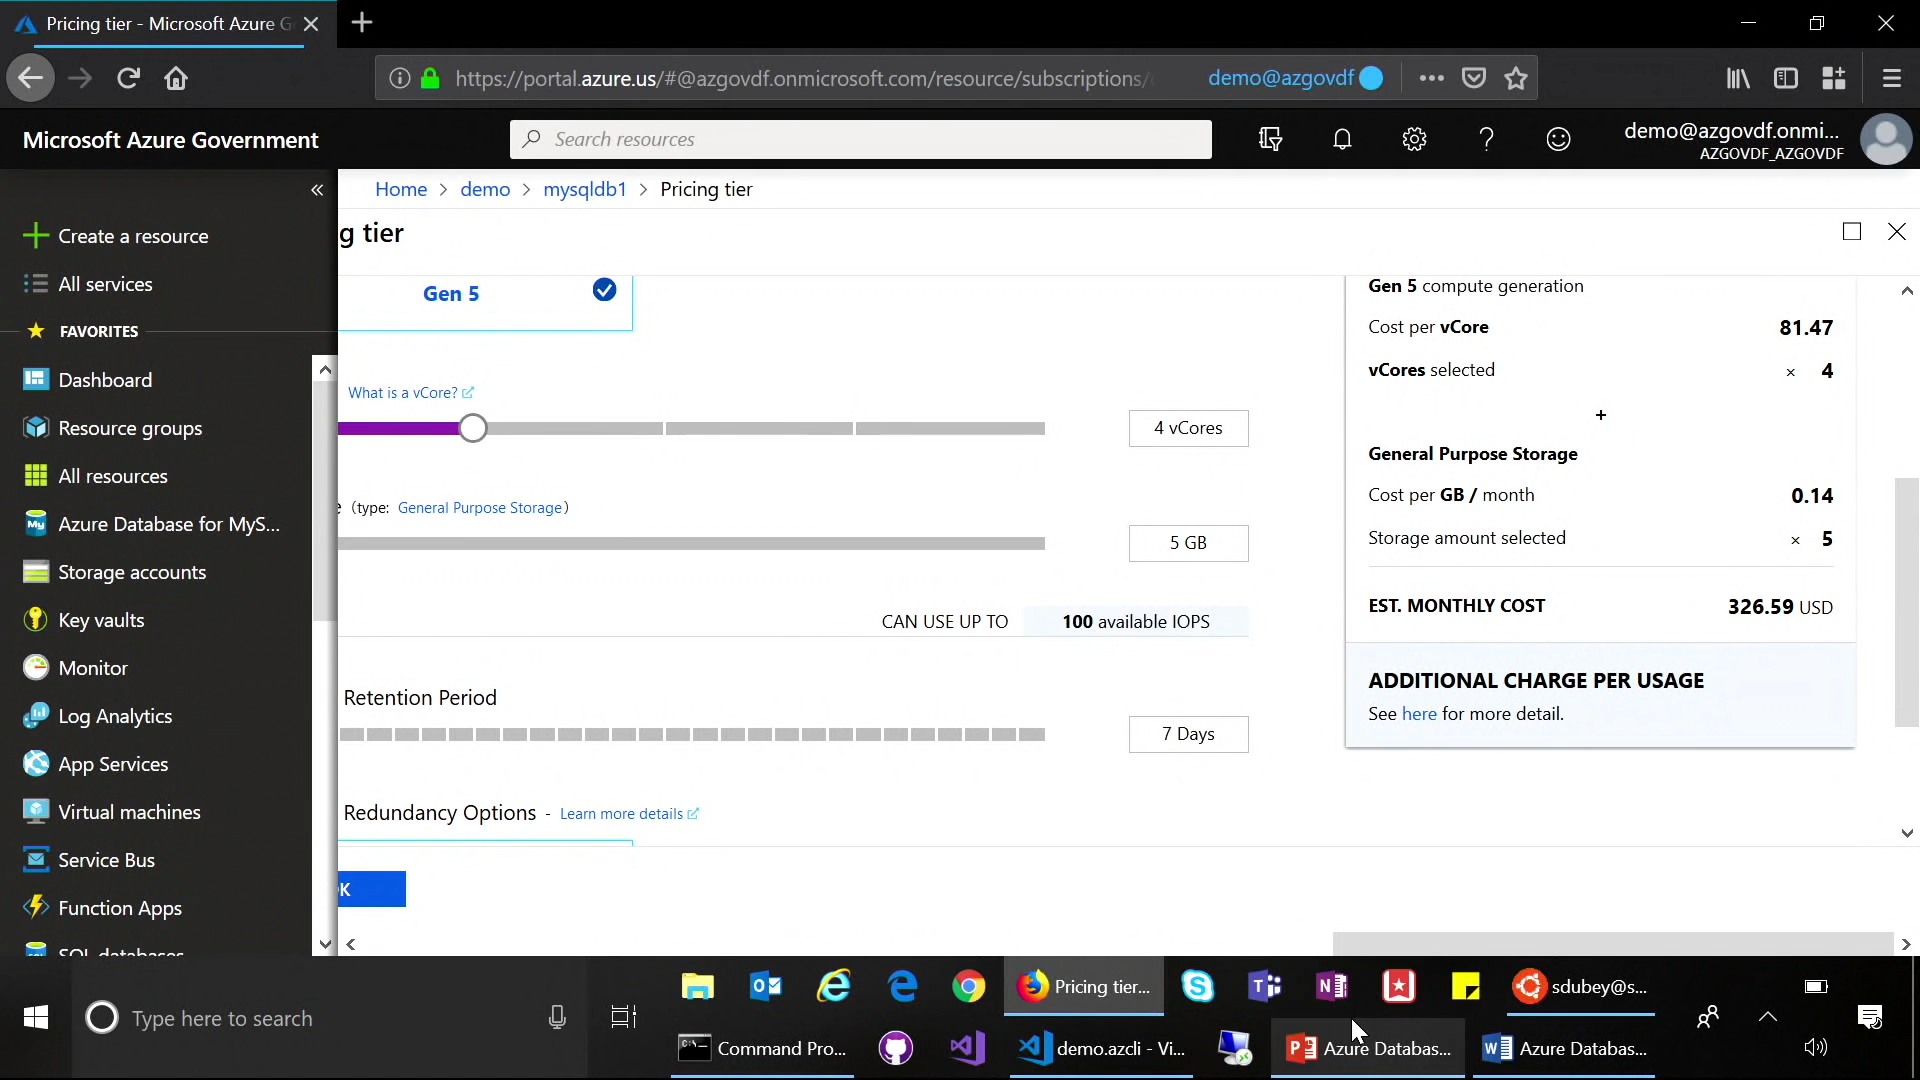 Pricing tier - Microsoft Azure G
https://portal.azure.us/#@azgovdf.onmicrosoft.com/resource/subscriptions/
demo@azgovdf
Microsoft Azure Government
Search resources
demo@azgovdf.onmi...
AZGOVDF_AZGOVDF
Home > demo > mysqldb1 > Pricing tier
g tier
Create a resource
All services
FAVORITES
Dashboard
Resource groups
All resources
Azure Database for MyS...
Storage accounts
Key vaults
Monitor
Log Analytics
App Services
Virtual machines
Service Bus
Function Apps
SQL databases
Gen 5
What is a vCore?
4 vCores
e (type: General Purpose Storage)
5 GB
CAN USE UP TO 100 available IOPS
Retention Period
7 Days
Redundancy Options - Learn more details
OK
Gen 5 compute generation
Cost per vCore 81.47
vCores selected × 4
+
General Purpose Storage
Cost per GB / month 0.14
Storage amount selected × 5
EST. MONTHLY COST 326.59 USD
ADDITIONAL CHARGE PER USAGE
See here for more detail.
Type here to search
Pricing tier...
sdubey@s...
Command Pro...
demo.azcli - Vi...
Azure Databas...
Azure Databas...